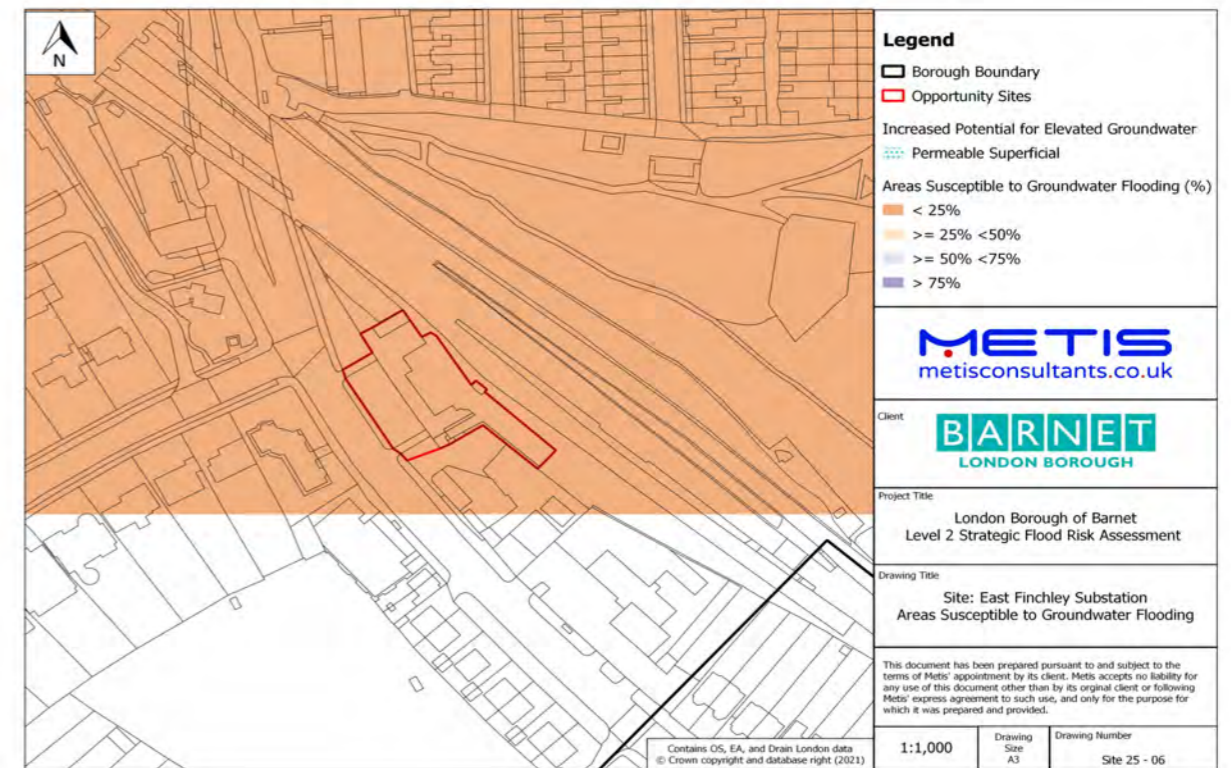 N
Legend
Borough Boundary
Opportunity Sites
Increased Potential for Elevated Groundwater
Permeable Superficial
Areas Susceptible to Groundwater Flooding (%)
< 25%
>= 25% <50%
>= 50% <75%
> 75%
METIS
metisconsultants.co.uk
Client
BARNET
LONDON BOROUGH
Project Title
London Borough of Barnet
Level 2 Strategic Flood Risk Assessment
Drawing Title
Site: East Finchley Substation
Areas Susceptible to Groundwater Flooding
This document has been prepared pursuant to and subject to the
terms of Metis' appointment by its client. Metis accepts no liability for
any use of this document other than by its orginal client or following
Metis' express agreement to such use, and only for the purpose for
which it was prepared and provided.
Contains OS, EA, and Drain London data
© Crown copyright and database right (2021)
1:1,000
Drawing
Size
A3
Drawing Number
Site 25 - 06